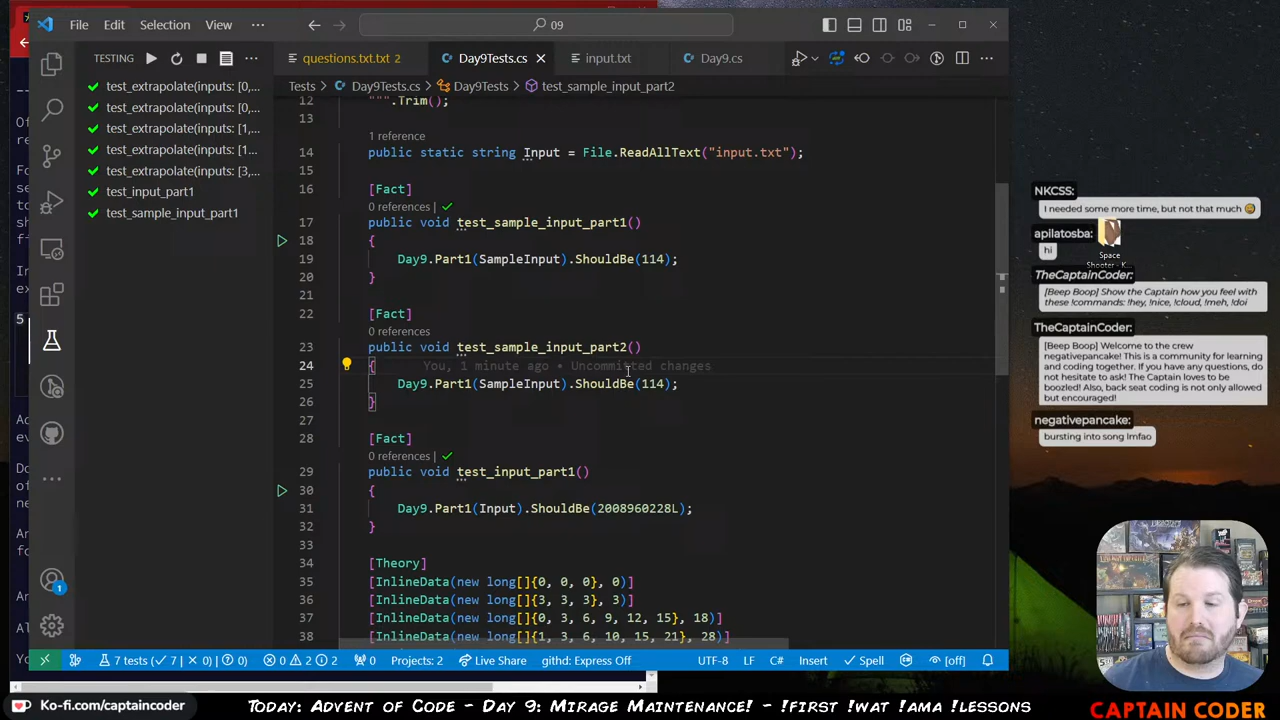 File Edit Selection View ··· 09
TESTING
questions.txt.txt 2 Day9Tests.cs input.txt Day9.cs
Tests > Day9Tests.cs > Day9Tests > test_sample_input_part2
test_extrapolate(inputs: [0,...
test_extrapolate(inputs: [0,...
test_extrapolate(inputs: [1,...
test_extrapolate(inputs: [1...
test_extrapolate(inputs: [3,...
test_input_part1
test_sample_input_part1
12 """.Trim();
13
1 reference
14 public static string Input = File.ReadAllText("input.txt");
15
16 [Fact]
0 references |
17 public void test_sample_input_part1()
18 {
19 Day9.Part1(SampleInput).ShouldBe(114);
20 }
21
22 [Fact]
0 references
23 public void test_sample_input_part2()
24 { You, 1 minute ago • Uncommitted changes
25 Day9.Part1(SampleInput).ShouldBe(114);
26 }
27
28 [Fact]
0 references |
29 public void test_input_part1()
30 {
31 Day9.Part1(Input).ShouldBe(2008960228L);
32 }
33
34 [Theory]
35 [InlineData(new long[]{0, 0, 0}, 0)]
36 [InlineData(new long[]{3, 3, 3}, 3)]
37 [InlineData(new long[]{0, 3, 6, 9, 12, 15}, 18)]
38 [InlineData(new long[]{1, 3, 6, 10, 15, 21}, 28)]
1
7 tests (✓ 7 | × 0) | (? 0) 0 2 2 0 Projects: 2 Live Share githd: Express Off UTF-8 LF C# Insert Spell [off]
NKCSS:
I needed some more time, but not that much
apilatosba:
hi
Space
Shooter - K...
TheCaptainCoder:
[Beep Boop] Show the Captain how you feel with
these !commands: !hey, !nice, !cloud, !meh, !doi
TheCaptainCoder:
[Beep Boop] Welcome to the crew
negativepancake! This is a community for learning
and coding together. If you have any questions, do
not hesitate to ask! The Captain loves to be
boozled! Also, back seat coding is not only allowed
but encouraged!
negativepancake:
bursting into song lmfao
Ko-fi.com/captaincoder
Today: Advent of Code - Day 9: Mirage Maintenance! - !first !wat !ama !lessons
CAPTAIN CODER